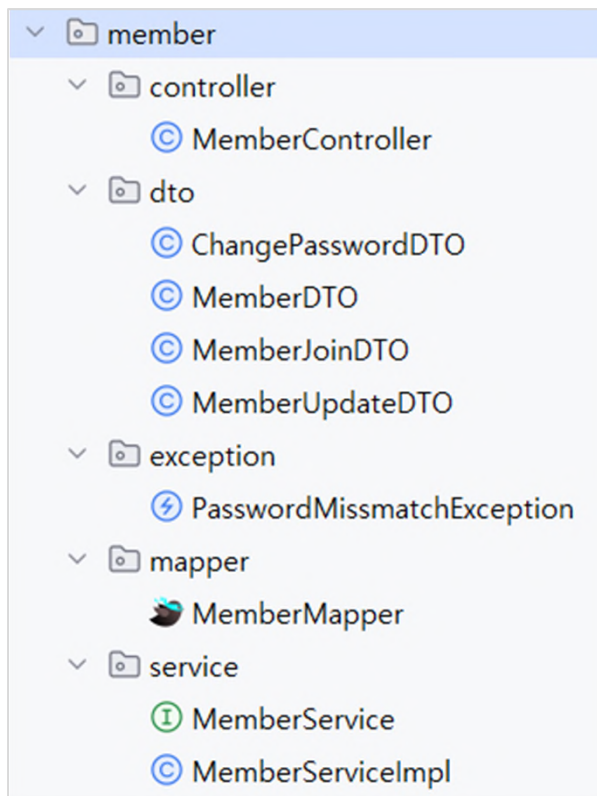 member
controller
MemberController
dto
ChangePasswordDTO
MemberDTO
MemberJoinDTO
MemberUpdateDTO
exception
PasswordMissmatchException
mapper
MemberMapper
service
MemberService
MemberServiceImpl